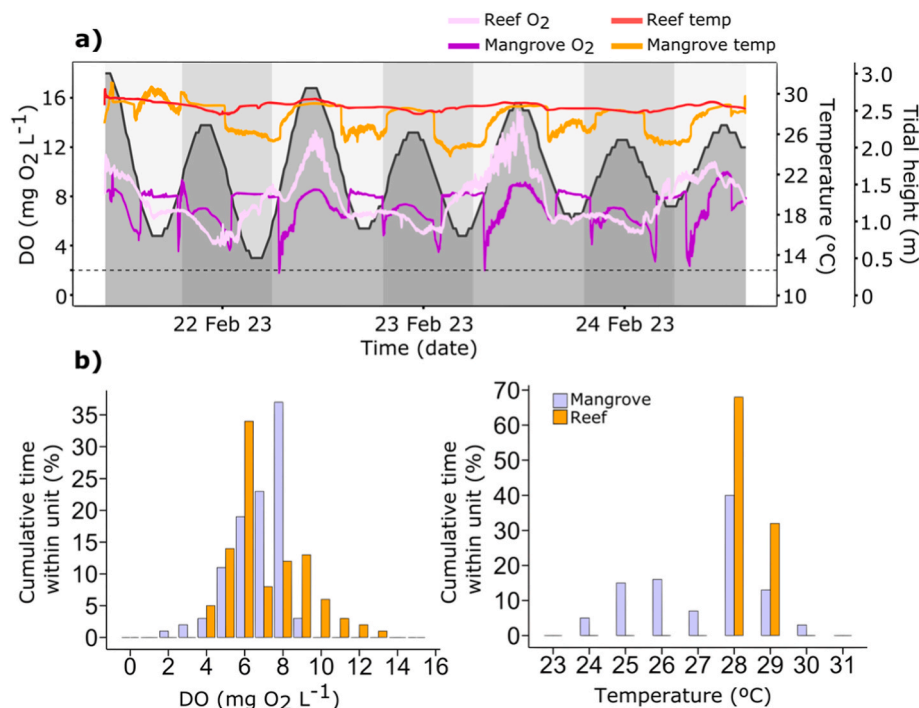 Reef O2
Reef temp
Mangrove O2
Mangrove temp
a)
DO (mg O2 L-1)
16
12
8
4
0
30
26
22
18
14
10
Temperature (ºC)
3.0
2.5
2.0
1.5
1.0
0.5
0
Tidal height (m)
22 Feb 23
23 Feb 23
24 Feb 23
Time (date)
b)
Cumulative time
within unit (%)
35
30
25
20
15
10
5
0
0 2 4 6 8 10 12 14 16
DO (mg O2 L-1)
Mangrove
Reef
Cumulative time
within unit (%)
70
60
50
40
30
20
10
0
23 24 25 26 27 28 29 30 31
Temperature (ºC)